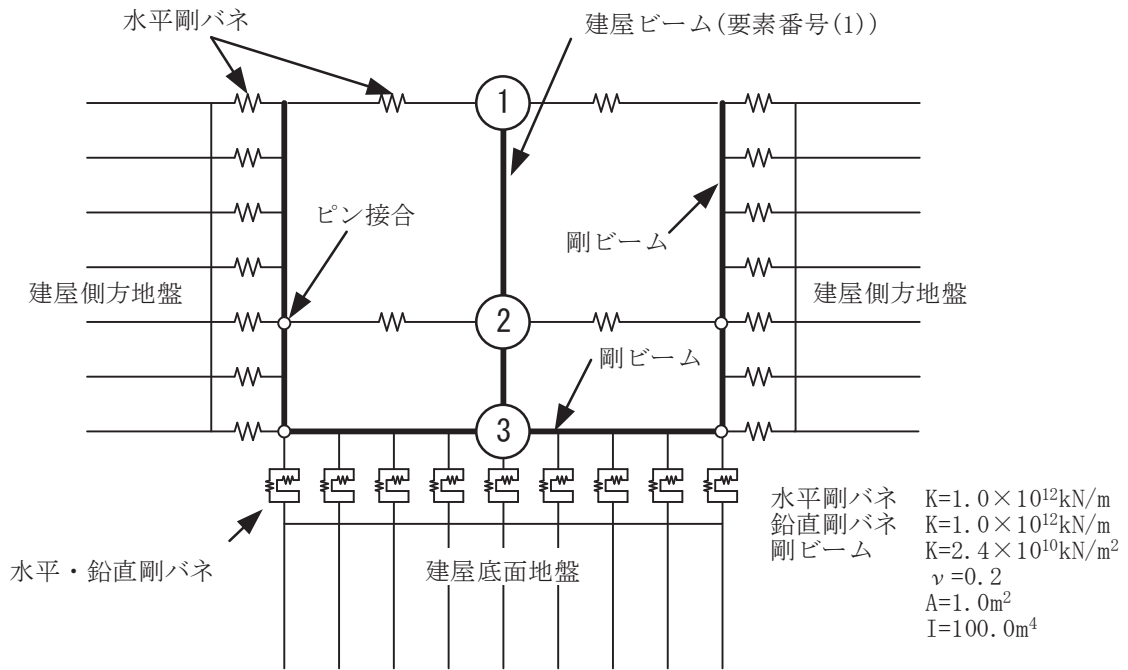 水平剛バネ
建屋ビーム(要素番号(1))
1
ピン接合
剛ビーム
建屋側方地盤
建屋側方地盤
2
剛ビーム
3
水平剛バネ K=1.0×10¹²kN/m
鉛直剛バネ K=1.0×10¹²kN/m
剛ビーム K=2.4×10¹⁰kN/m²
ν=0.2
A=1.0m²
I=100.0m⁴
水平・鉛直剛バネ
建屋底面地盤